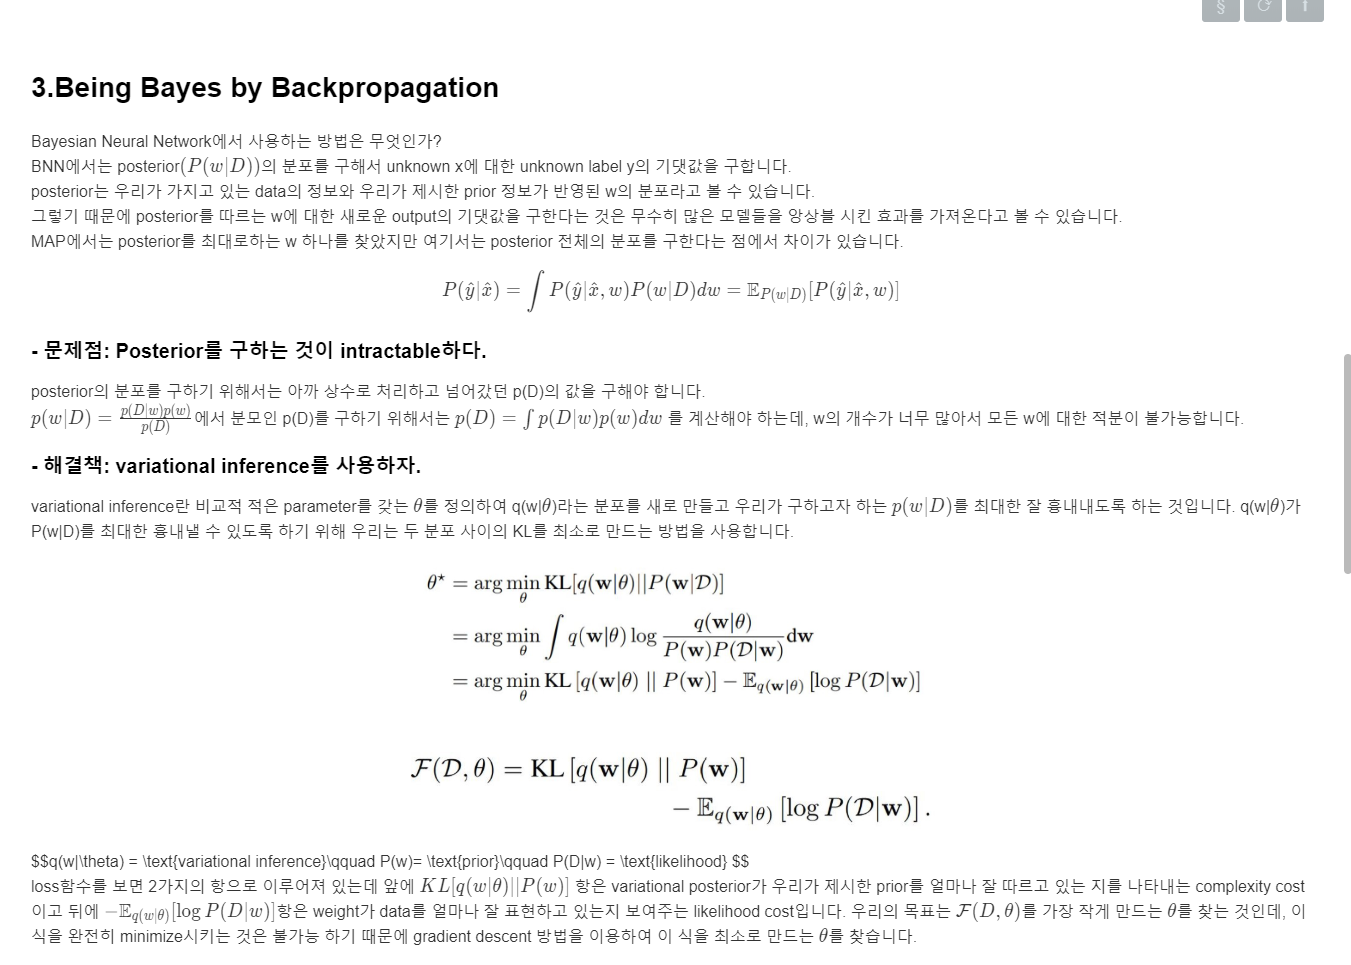 3.Being Bayes by Backpropagation
Bayesian Neural Network에서 사용하는 방법은 무엇인가?
BNN에서는 posterior(P(w|D))의 분포를 구해서 unknown x에 대한 unknown label y의 기댓값을 구합니다.
posterior는 우리가 가지고 있는 data의 정보와 우리가 제시한 prior 정보가 반영된 w의 분포라고 볼 수 있습니다.
그렇기 때문에 posterior를 따르는 w에 대한 새로운 output의 기댓값을 구한다는 것은 무수히 많은 모델들을 앙상블 시킨 효과를 가져온다고 볼 수 있습니다.
MAP에서는 posterior를 최대로하는 w 하나를 찾았지만 여기서는 posterior 전체의 분포를 구한다는 점에서 차이가 있습니다.
P(ŷ|x̂) = ∫ P(ŷ|x̂, w)P(w|D)dw = 𝔼_{P(w|D)}[P(ŷ|x̂, w)]
- 문제점: Posterior를 구하는 것이 intractable하다.
posterior의 분포를 구하기 위해서는 아까 상수로 처리하고 넘어갔던 p(D)의 값을 구해야 합니다.
p(w|D) = \frac{p(D|w)p(w)}{p(D)} 에서 분모인 p(D)를 구하기 위해서는 p(D) = ∫ p(D|w)p(w)dw 를 계산해야 하는데, w의 개수가 너무 많아서 모든 w에 대한 적분이 불가능합니다.
- 해결책: variational inference를 사용하자.
variational inference란 비교적 적은 parameter를 갖는 θ를 정의하여 q(w|θ)라는 분포를 새로 만들고 우리가 구하고자 하는 p(w|D)를 최대한 잘 흉내내도록 하는 것입니다. q(w|θ)가
P(w|D)를 최대한 흉내낼 수 있도록 하기 위해 우리는 두 분포 사이의 KL를 최소로 만드는 방법을 사용합니다.
θ* = arg min_θ KL[q(w|θ)||P(w|𝒟)]
= arg min_θ ∫ q(w|θ) log \frac{q(w|θ)}{P(w)P(𝒟|w)} dw
= arg min_θ KL [q(w|θ) || P(w)] − 𝔼_{q(w|θ)} [log P(𝒟|w)]
ℱ(𝒟, θ) = KL [q(w|θ) || P(w)]
− 𝔼_{q(w|θ)} [log P(𝒟|w)] .
$$q(w|\theta) = \text{variational inference}\qquad P(w)= \text{prior}\qquad P(D|w) = \text{likelihood} $$
loss함수를 보면 2가지의 항으로 이루어져 있는데 앞에 KL[q(w|θ)||P(w)] 항은 variational posterior가 우리가 제시한 prior를 얼마나 잘 따르고 있는 지를 나타내는 complexity cost
이고 뒤에 −𝔼_{q(w|θ)}[log P(D|w)]항은 weight가 data를 얼마나 잘 표현하고 있는지 보여주는 likelihood cost입니다. 우리의 목표는 ℱ(D, θ)를 가장 작게 만드는 θ를 찾는 것인데, 이
식을 완전히 minimize시키는 것은 불가능 하기 때문에 gradient descent 방법을 이용하여 이 식을 최소로 만드는 θ를 찾습니다.